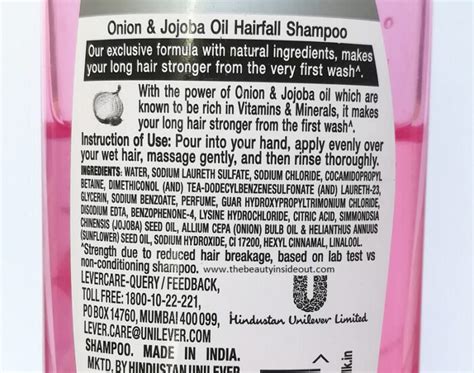 Onion & Jojoba Oil Hairfall Shampoo
Our exclusive formula with natural ingredients, makes
your long hair stronger from the very first wash^.
With the power of Onion & Jojoba oil which are
known to be rich in Vitamins & Minerals, it makes
your long hair stronger from the first wash^.
Instruction of Use: Pour into your hand, apply evenly over
your wet hair, massage gently, and then rinse thoroughly.
INGREDIENTS: WATER, SODIUM LAURETH SULFATE, SODIUM CHLORIDE, COCAMIDOPROPYL
BETAINE, DIMETHICONOL (AND) TEA-DODECYLBENZENESULFONATE (AND) LAURETH-23,
GLYCERIN, SODIUM BENZOATE, PERFUME, GUAR HYDROXYPROPYLTRIMONIUM CHLORIDE,
DISODIUM EDTA, BENZOPHENONE-4, LYSINE HYDROCHLORIDE, CITRIC ACID, SIMMONDSIA
CHINENSIS (JOJOBA) SEED OIL, ALLIUM CEPA (ONION) BULB OIL & HELIANTHUS ANNUUS
(SUNFLOWER) SEED OIL, SODIUM HYDROXIDE, CI 17200, HEXYL CINNAMAL, LINALOOL.
^Strength due to reduced hair breakage, based on lab test vs
non-conditioning shampoo.
www.thebeautyinsideout.com
LEVERCARE-QUERY / FEEDBACK,
TOLL FREE: 1800-10-22-221,
PO BOX 14760, MUMBAI 400 099,
LEVER.CARE@UNILEVER.COM
Hindustan Unilever Limited
SHAMPOO. MADE IN INDIA.
MKTD. BY HINDUSTAN UNILEVER
lk.in